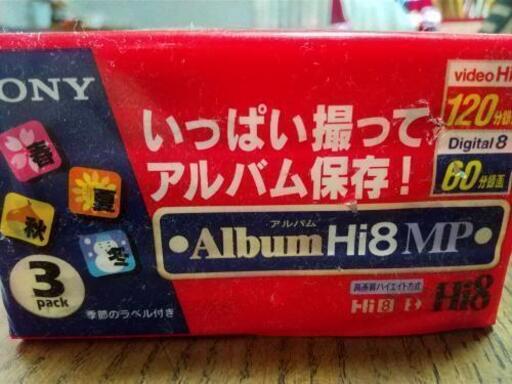 ONY
春
夏
秋
冬
3
pack
季節のラベル付き
いっぱい撮って
アルバム保存!
アルバム
・Album Hi8 MP・
高画質ハイエイト方式
Hi8
Hi8
video Hi
120分録
Digital 8
60分録画